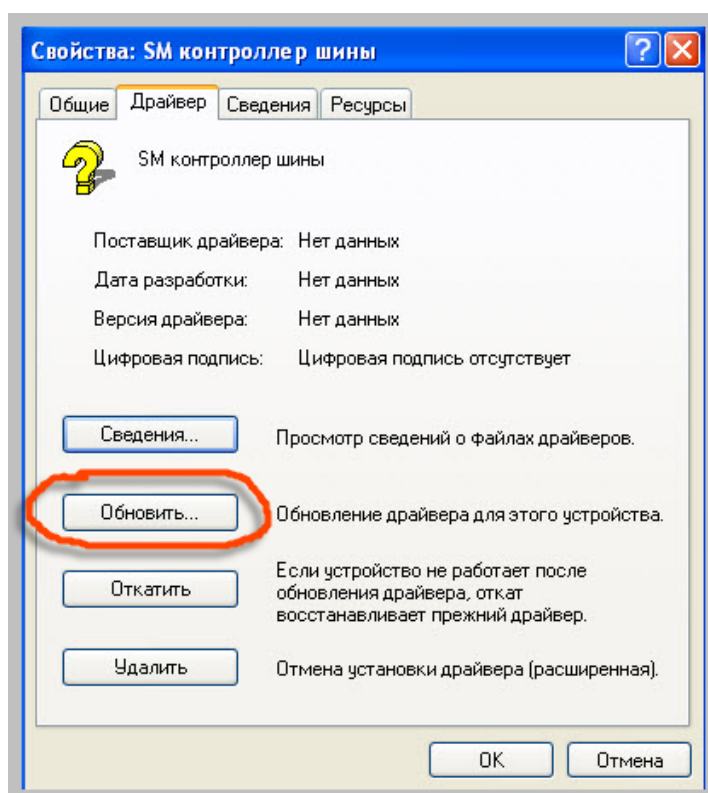 Свойства: SM контроллер шины
Общие Драйвер Сведения Ресурсы
SM контроллер шины
Поставщик драйвера: Нет данных
Дата разработки: Нет данных
Версия драйвера: Нет данных
Цифровая подпись: Цифровая подпись отсутствует
Сведения... Просмотр сведений о файлах драйверов.
Обновить... Обновление драйвера для этого устройства.
Откатить Если устройство не работает после
обновления драйвера, откат
восстанавливает прежний драйвер.
Удалить Отмена установки драйвера (расширенная).
OK Отмена